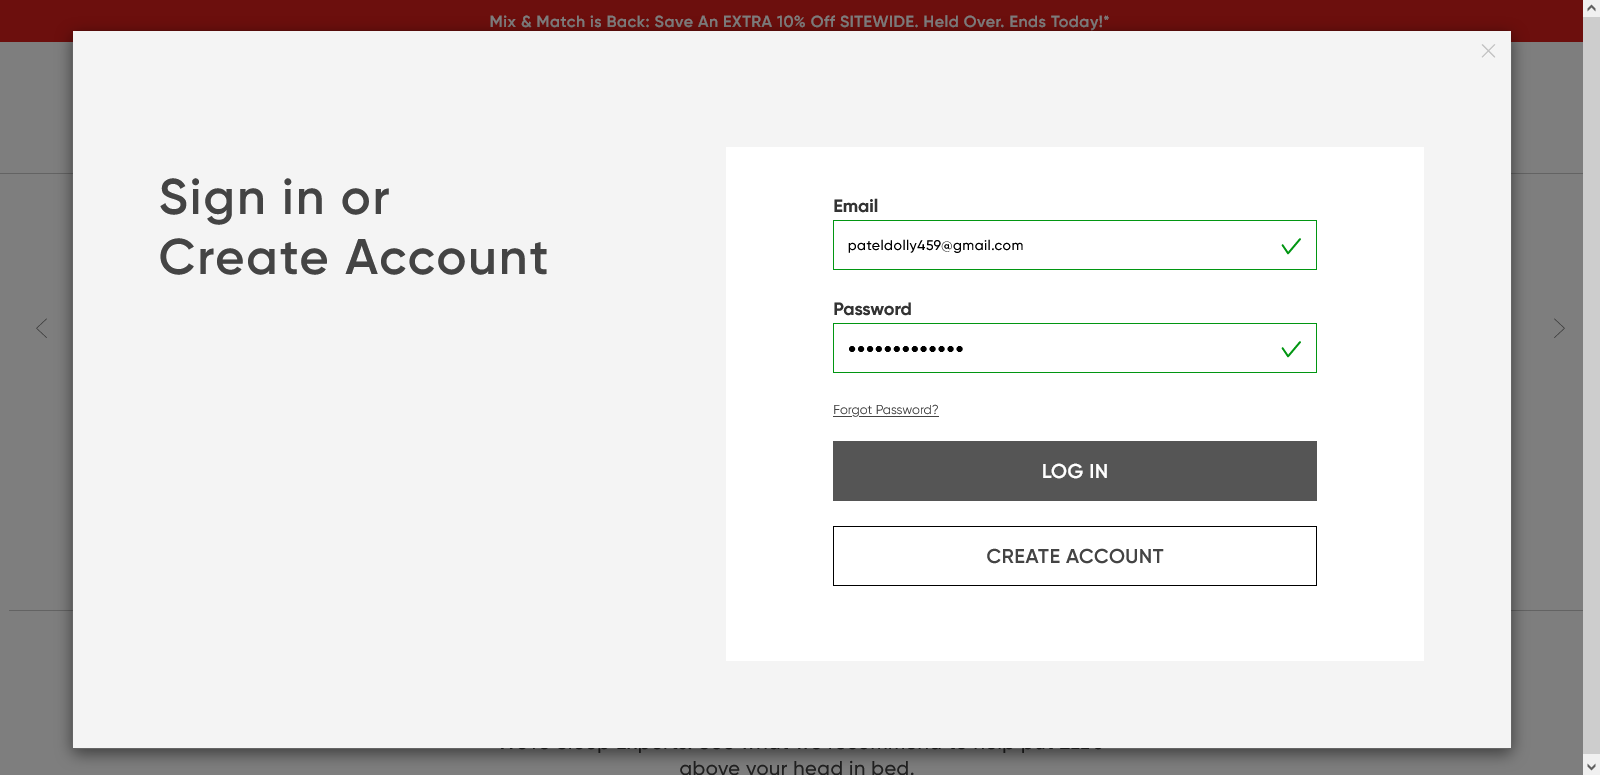 Mix & Match is Back: Save An EXTRA 10% Off SITEWIDE. Held Over. Ends Today!*
Sign in or
Create Account
Email
pateldolly459@gmail.com
Password
•••••••••••••
Forgot Password?
LOG IN
CREATE ACCOUNT
above your head in bed.